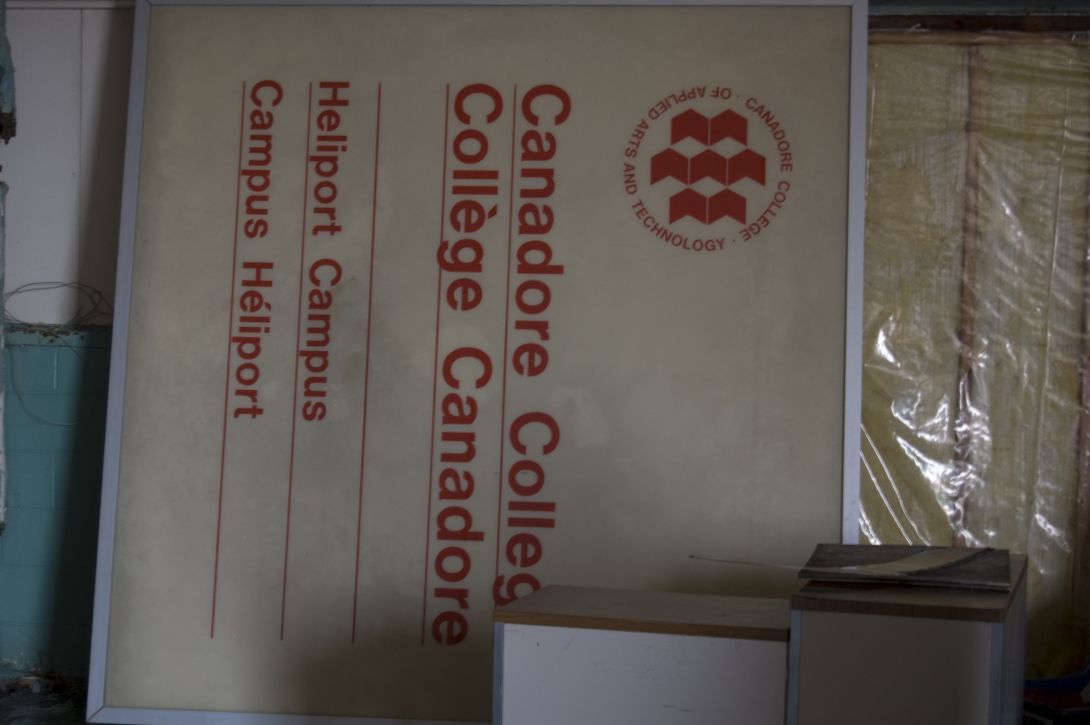 CANADORE COLLEGE · OF APPLIED ARTS AND TECHNOLOGY ·
Canadore Colleg
Collège Canadore
Heliport Campus
Campus Héliport